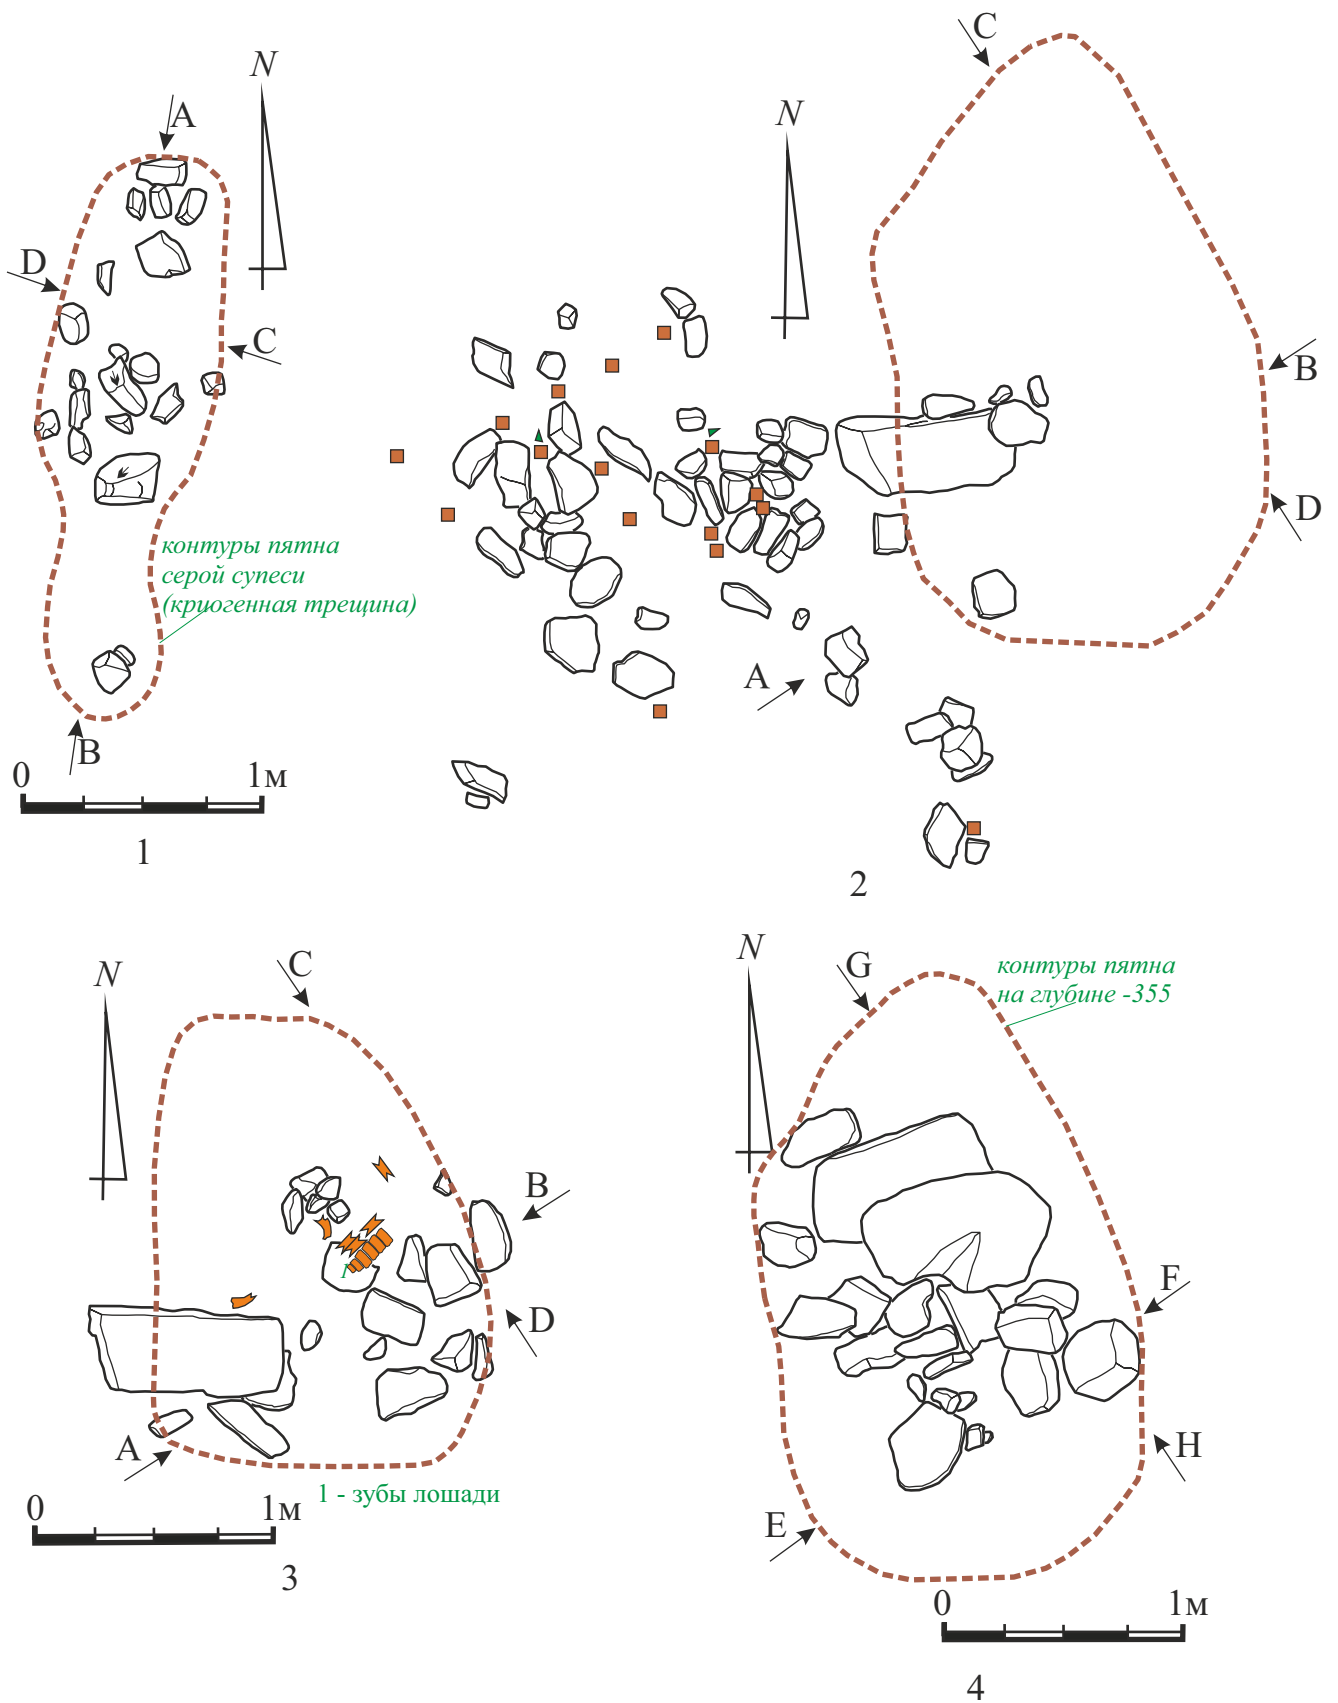 N
A
D
C
контуры пятна
серой супеси
(криогенная трещина)
B
0 1м
1
C
N
B
D
A
2
N
C
B
D
1
A
1 - зубы лошади
0 1м
3
N
G
контуры пятна
на глубине -355
F
H
E
0 1м
4